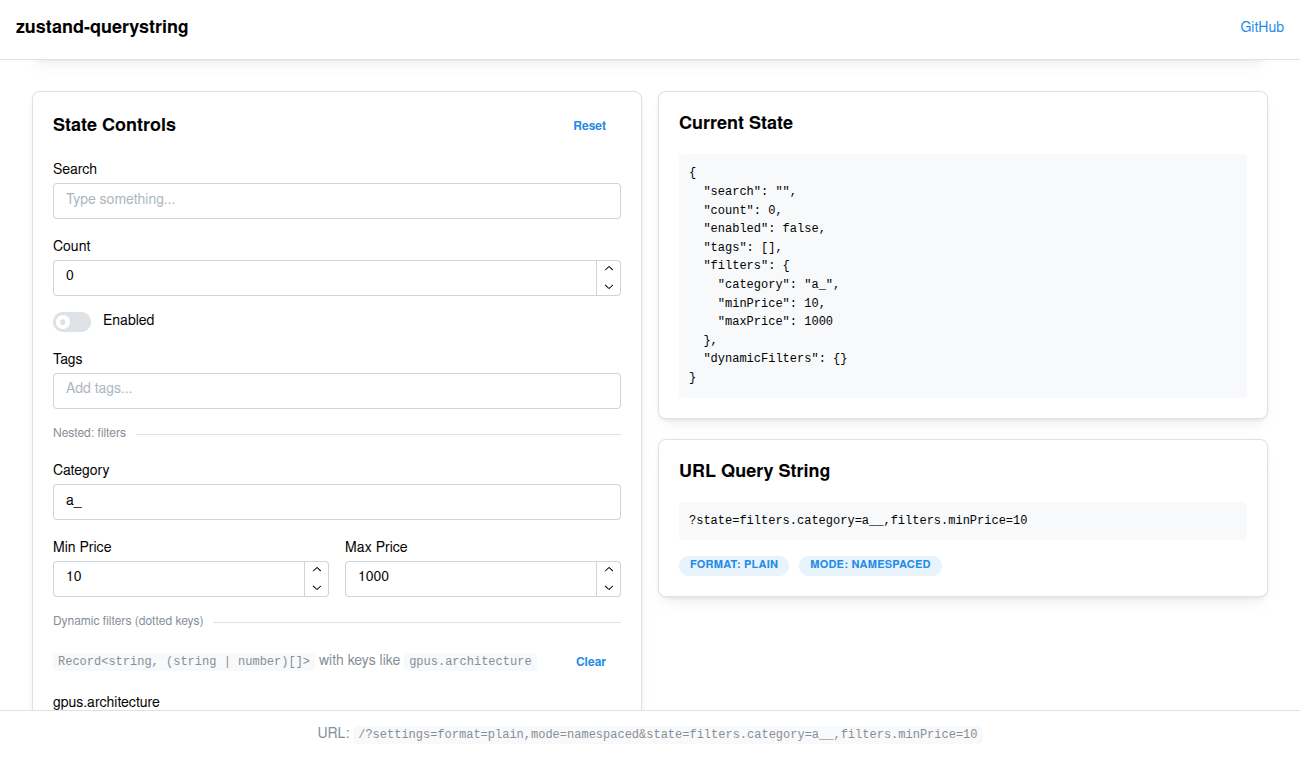 zustand-querystring
GitHub
State Controls
Reset
Search
Type something...
Count
0
Enabled
Tags
Add tags...
Nested: filters
Category
a_
Min Price
Max Price
10
1000
Dynamic filters (dotted keys)
Record<string, (string | number)[]> with keys like gpus.architecture
Clear
gpus.architecture
Current State
{
  "search": "",
  "count": 0,
  "enabled": false,
  "tags": [],
  "filters": {
    "category": "a_",
    "minPrice": 10,
    "maxPrice": 1000
  },
  "dynamicFilters": {}
}
URL Query String
?state=filters.category=a__,filters.minPrice=10
FORMAT: PLAIN
MODE: NAMESPACED
URL: /?settings=format=plain,mode=namespaced&state=filters.category=a__,filters.minPrice=10